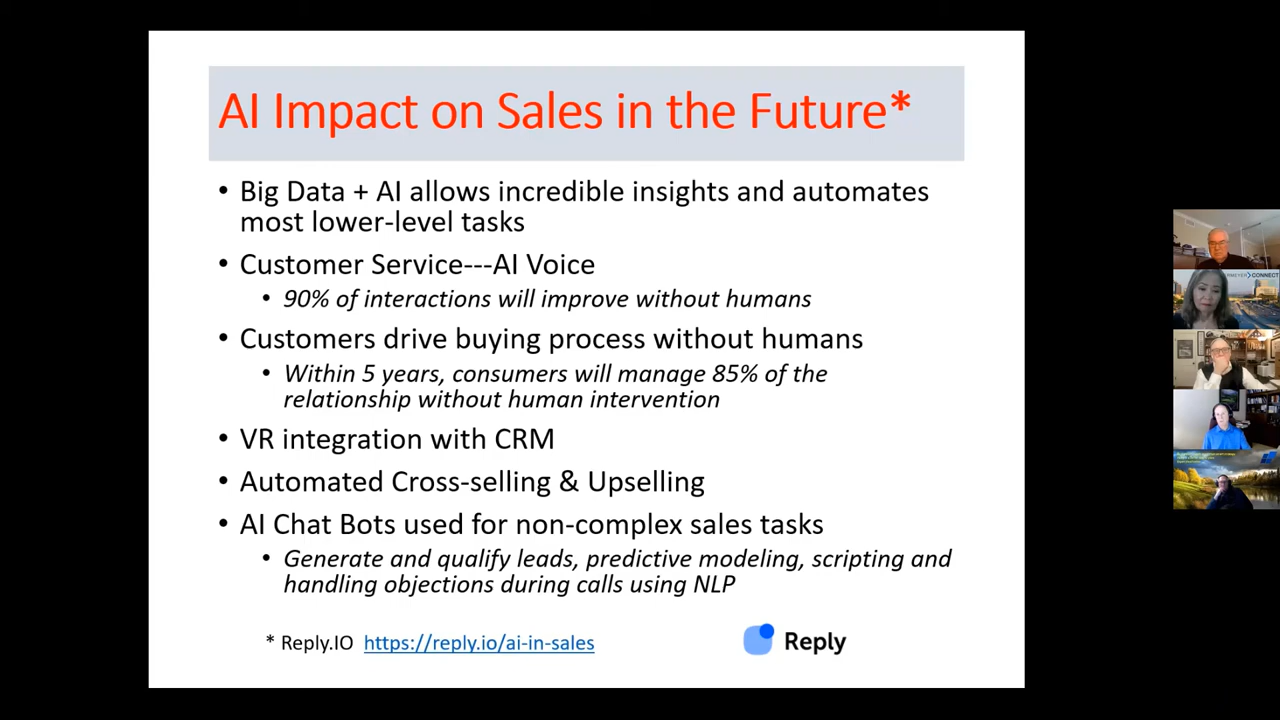 AI Impact on Sales in the Future*
• Big Data + AI allows incredible insights and automates
most lower-level tasks
• Customer Service---AI Voice
• 90% of interactions will improve without humans
• Customers drive buying process without humans
• Within 5 years, consumers will manage 85% of the
relationship without human intervention
• VR integration with CRM
• Automated Cross-selling & Upselling
• AI Chat Bots used for non-complex sales tasks
• Generate and qualify leads, predictive modeling, scripting and
handling objections during calls using NLP
* Reply.IO https://reply.io/ai-in-sales
Reply
CONNECT